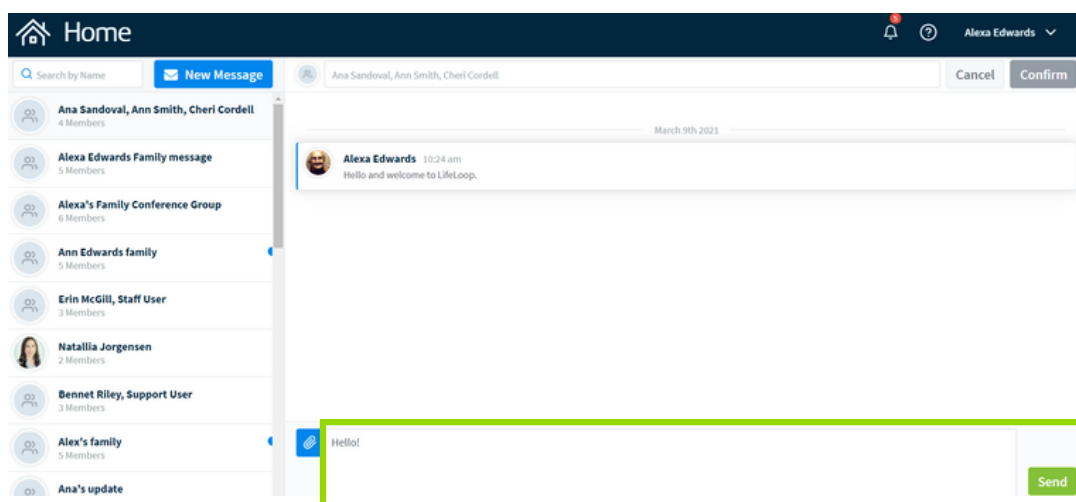 Home
5
Alexa Edwards
Search by Name
New Message
Ana Sandoval, Ann Smith, Cheri Cordell
Cancel
Confirm
Ana Sandoval, Ann Smith, Cheri Cordell
4 Members
Alexa Edwards Family message
5 Members
Alexa's Family Conference Group
6 Members
Ann Edwards family
5 Members
Erin McGill, Staff User
3 Members
Natallia Jorgensen
2 Members
Bennet Riley, Support User
3 Members
Alex's family
5 Members
Ana's update
March 9th 2021
Alexa Edwards 10:24 am
Hello and welcome to LifeLoop.
Hello!
Send